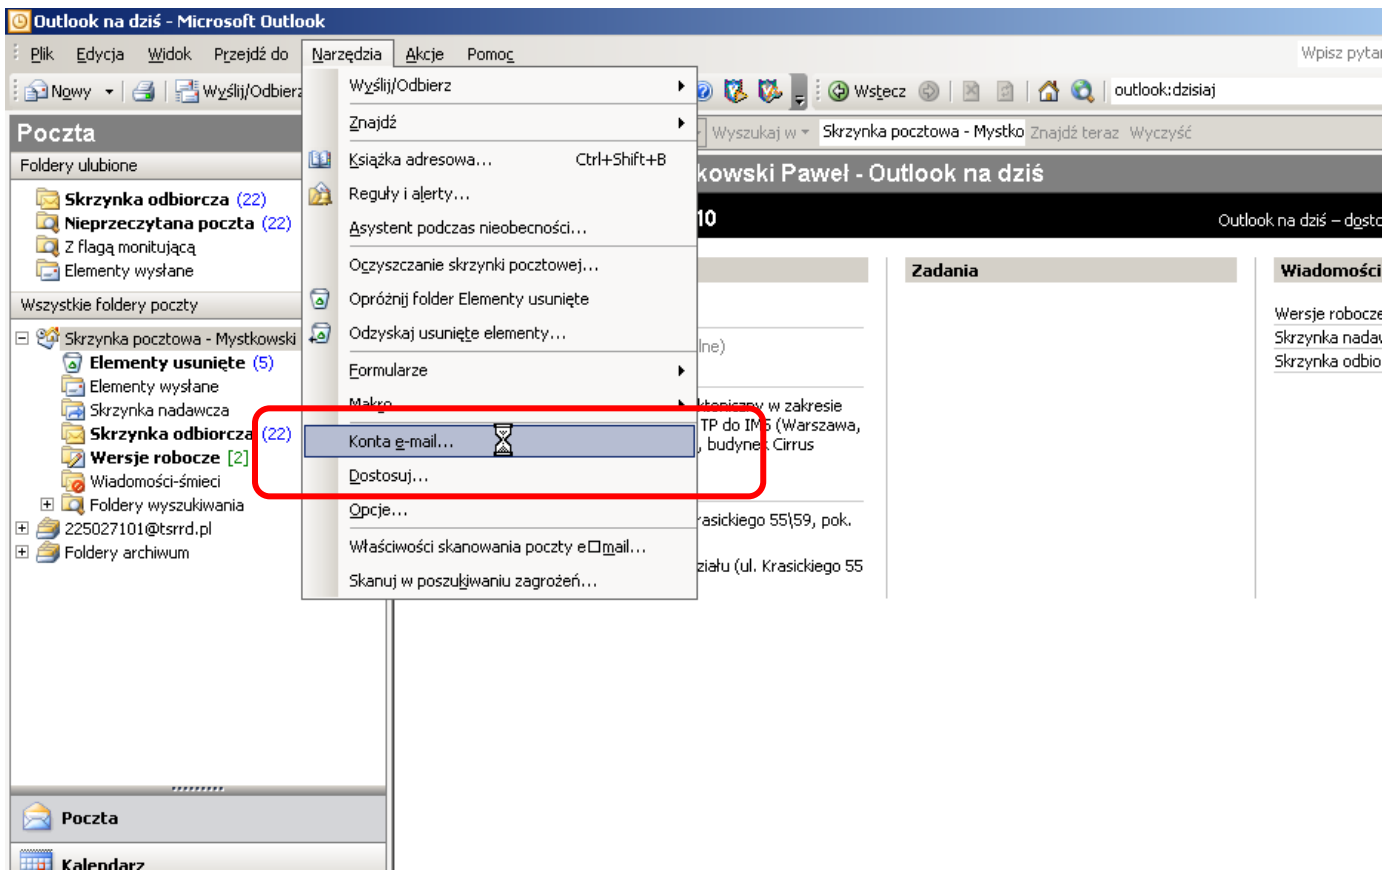 Outlook na dziś - Microsoft Outlook
Plik Edycja Widok Przejdź do Narzędzia Akcje Pomoc
Wpisz pytan
Nowy Wyślij/Odbierz
Wstecz
outlook:dzisiaj
Poczta
Wyszukaj w Skrzynka pocztowa - Mystko Znajdź teraz Wyczyść
Foldery ulubione
Skrzynka odbiorcza (22)
Nieprzeczytana poczta (22)
Z flagą monitującą
Elementy wysłane
Wszystkie foldery poczty
Skrzynka pocztowa - Mystkowski
Elementy usunięte (5)
Elementy wysłane
Skrzynka nadawcza
Skrzynka odbiorcza (22)
Wersje robocze [2]
Wiadomości-śmieci
Foldery wyszukiwania
225027101@tsrrd.pl
Foldery archiwum
Poczta
Kalendarz
Wyślij/Odbierz
Znajdź
Książka adresowa... Ctrl+Shift+B
Reguły i alerty...
Asystent podczas nieobecności...
Oczyszczanie skrzynki pocztowej...
Opróżnij folder Elementy usunięte
Odzyskaj usunięte elementy...
Formularze
Makro
Konta e-mail...
Dostosuj...
Opcje...
Właściwości skanowania poczty e□mail...
Skanuj w poszukiwaniu zagrożeń...
kowski Paweł - Outlook na dziś
10
Outlook na dziś – dosto
Zadania
Wiadomości
lne)
w zakresie
TP do IM5 (Warszawa,
, budynek Cirrus
rasickiego 55\59, pok.
działu (ul. Krasickiego 55
Wersje robocze
Skrzynka nadaw
Skrzynka odbio